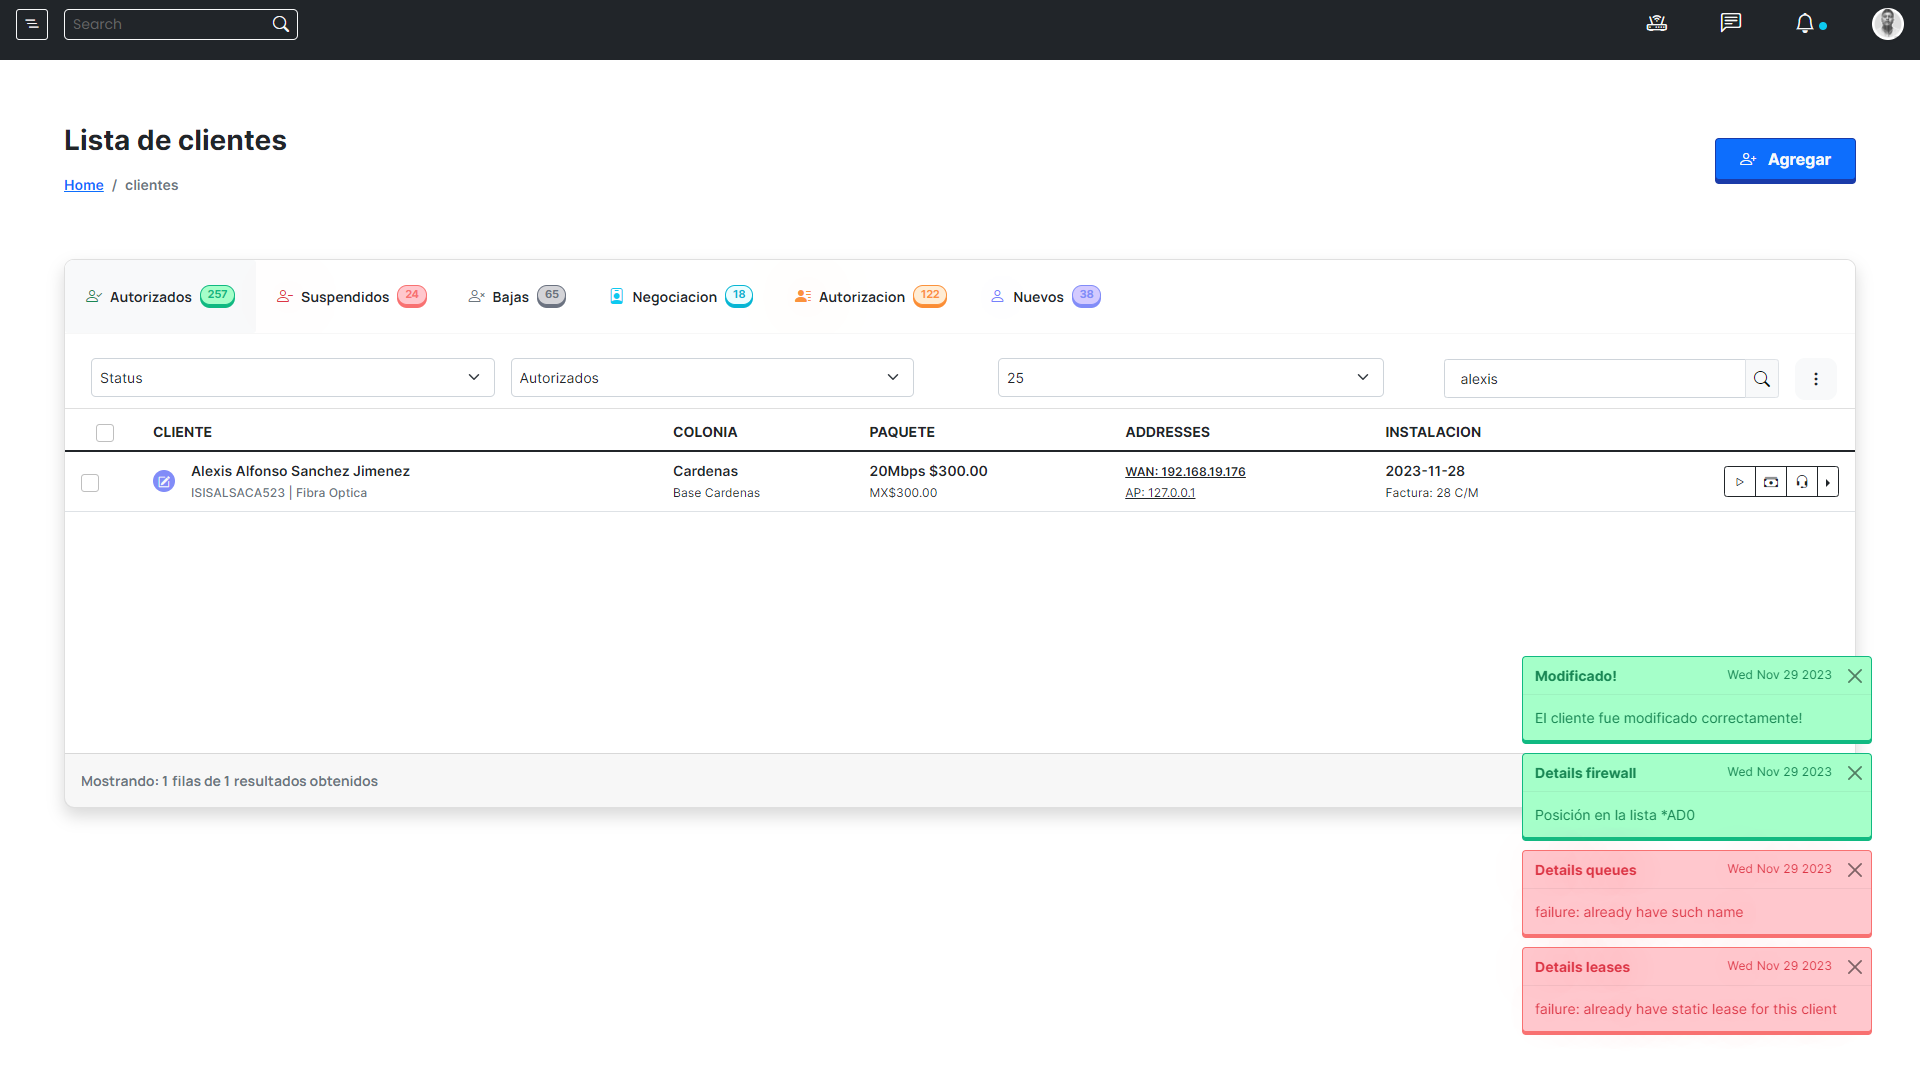 Search
Lista de clientes
Home / clientes
Agregar
Autorizados 257
Suspendidos 24
Bajas 65
Negociacion 18
Autorizacion 122
Nuevos 38
Status
Autorizados
25
alexis
CLIENTE COLONIA PAQUETE ADDRESSES INSTALACION
Alexis Alfonso Sanchez Jimenez Cardenas 20Mbps $300.00 WAN: 192.168.19.176 2023-11-28
ISISALSACA523 | Fibra Optica Base Cardenas MX$300.00 AP: 127.0.0.1 Factura: 28 C/M
Mostrando: 1 filas de 1 resultados obtenidos
Modificado! Wed Nov 29 2023
El cliente fue modificado correctamente!
Details firewall Wed Nov 29 2023
Posición en la lista *AD0
Details queues Wed Nov 29 2023
failure: already have such name
Details leases Wed Nov 29 2023
failure: already have static lease for this client